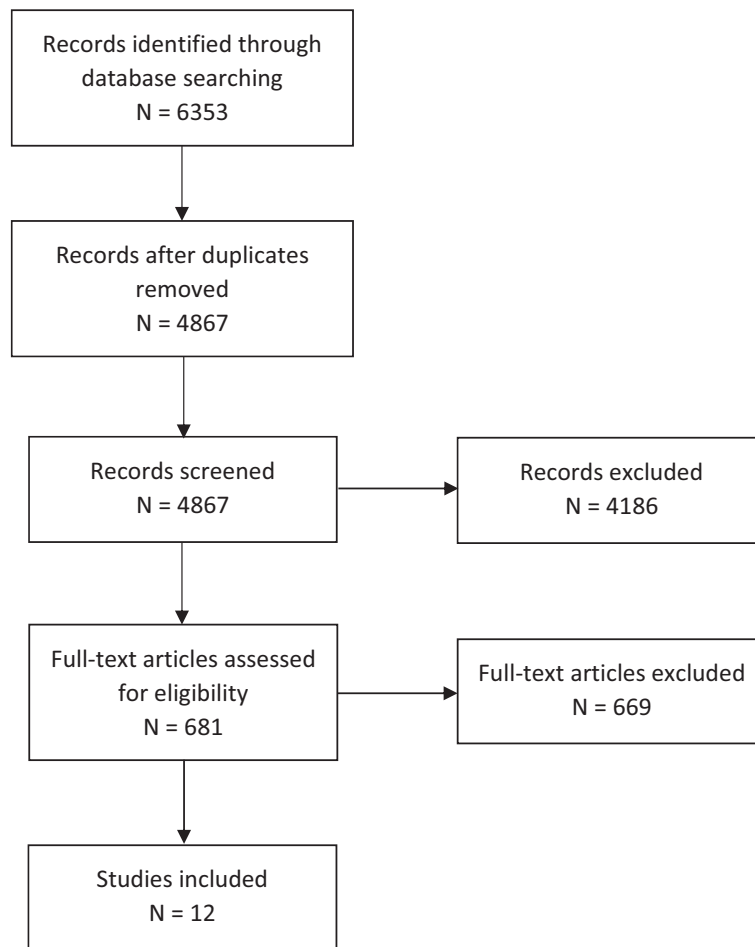 Records identified through
database searching
N = 6353
Records after duplicates
removed
N = 4867
Records screened
N = 4867
Records excluded
N = 4186
Full-text articles assessed
for eligibility
N = 681
Full-text articles excluded
N = 669
Studies included
N = 12